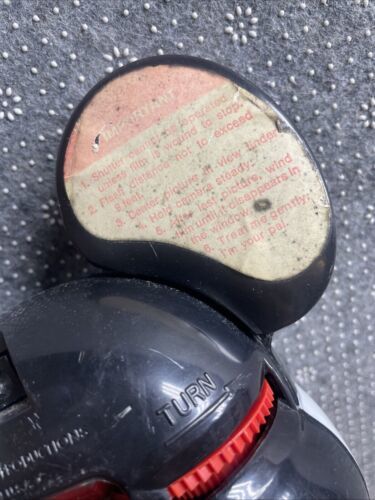 IMPORTANT
1. Shutter cannot be operated
unless film is wound to stop.
2. Flash distance not to exceed
9 feet.
3. Center picture in view finder.
4. Hold camera steady.
5. After last picture, wind
film until it disappears in
the window.
6. Treat me gently;
I'm your pal.
TURN